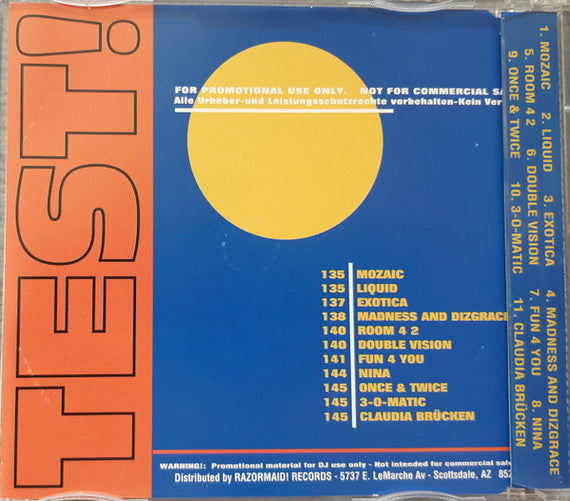 TEST!
FOR PROMOTIONAL USE ONLY. NOT FOR COMMERCIAL SA
Alle Urheber-und Leistungsschutzrechte vorbehalten-Kein Ver
135 MOZAIC
135 LIQUID
137 EXOTICA
138 MADNESS AND DIZGRACE
140 ROOM 4 2
140 DOUBLE VISION
141 FUN 4 YOU
144 NINA
145 ONCE & TWICE
145 3-O-MATIC
145 CLAUDIA BRÜCKEN
WARNING!: Promotional material for DJ use only - Not intended for commercial sale
Distributed by RAZORMAID! RECORDS - 5737 E. LeMarche Av - Scottsdale, AZ 852
1. MOZAIC 2. LIQUID 3. EXOTICA 4. MADNESS AND DIZGRACE
5. ROOM 4 2 6. DOUBLE VISION 7. FUN 4 YOU 8. NINA
9. ONCE & TWICE 10. 3-O-MATIC 11. CLAUDIA BRÜCKEN